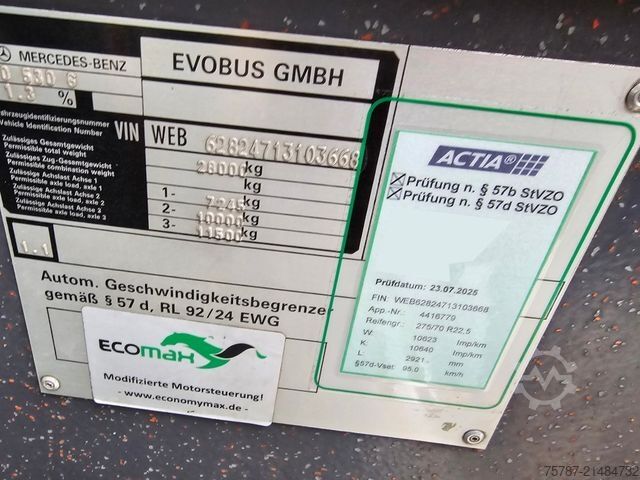 MERCEDES-BENZ
EVOBUS GMBH
O 530 G
1.3 %
Fahrzeugidentifizierungsnummer
Vehicle Identification Number
VIN
WEB 62824713103668
Zulässiges Gesamtgewicht
Permissible total weight
28000 kg
Zulässiges Zug-Gesamtgewicht
Permissible combination weight
kg
Zulässige Achslast Achse 1
Permissible axle load, axle 1
1- 7245 kg
Zulässige Achslast Achse 2
Permissible axle load, axle 2
2- 10000 kg
Zulässige Achslast Achse 3
Permissible axle load, axle 3
3- 11500 kg
1.1
Autom. Geschwindigkeitsbegrenzer
gemäß § 57 d, RL 92/24 EWG
ECOmax
Modifizierte Motorsteuerung!
- www.economymax.de -
ACTIA®
Prüfung n. § 57b StVZO
Prüfung n. § 57d StVZO
Prüfdatum: 23.07.2025
FIN: WEB62824713103668
App.-Nr.: 4416770
Reifengr.: 275/70 R22,5
W: 10623 Imp/km
K: 10640 Imp/km
L: 2921 mm
§57d-Vset 95.0 km/h
75787-21484732